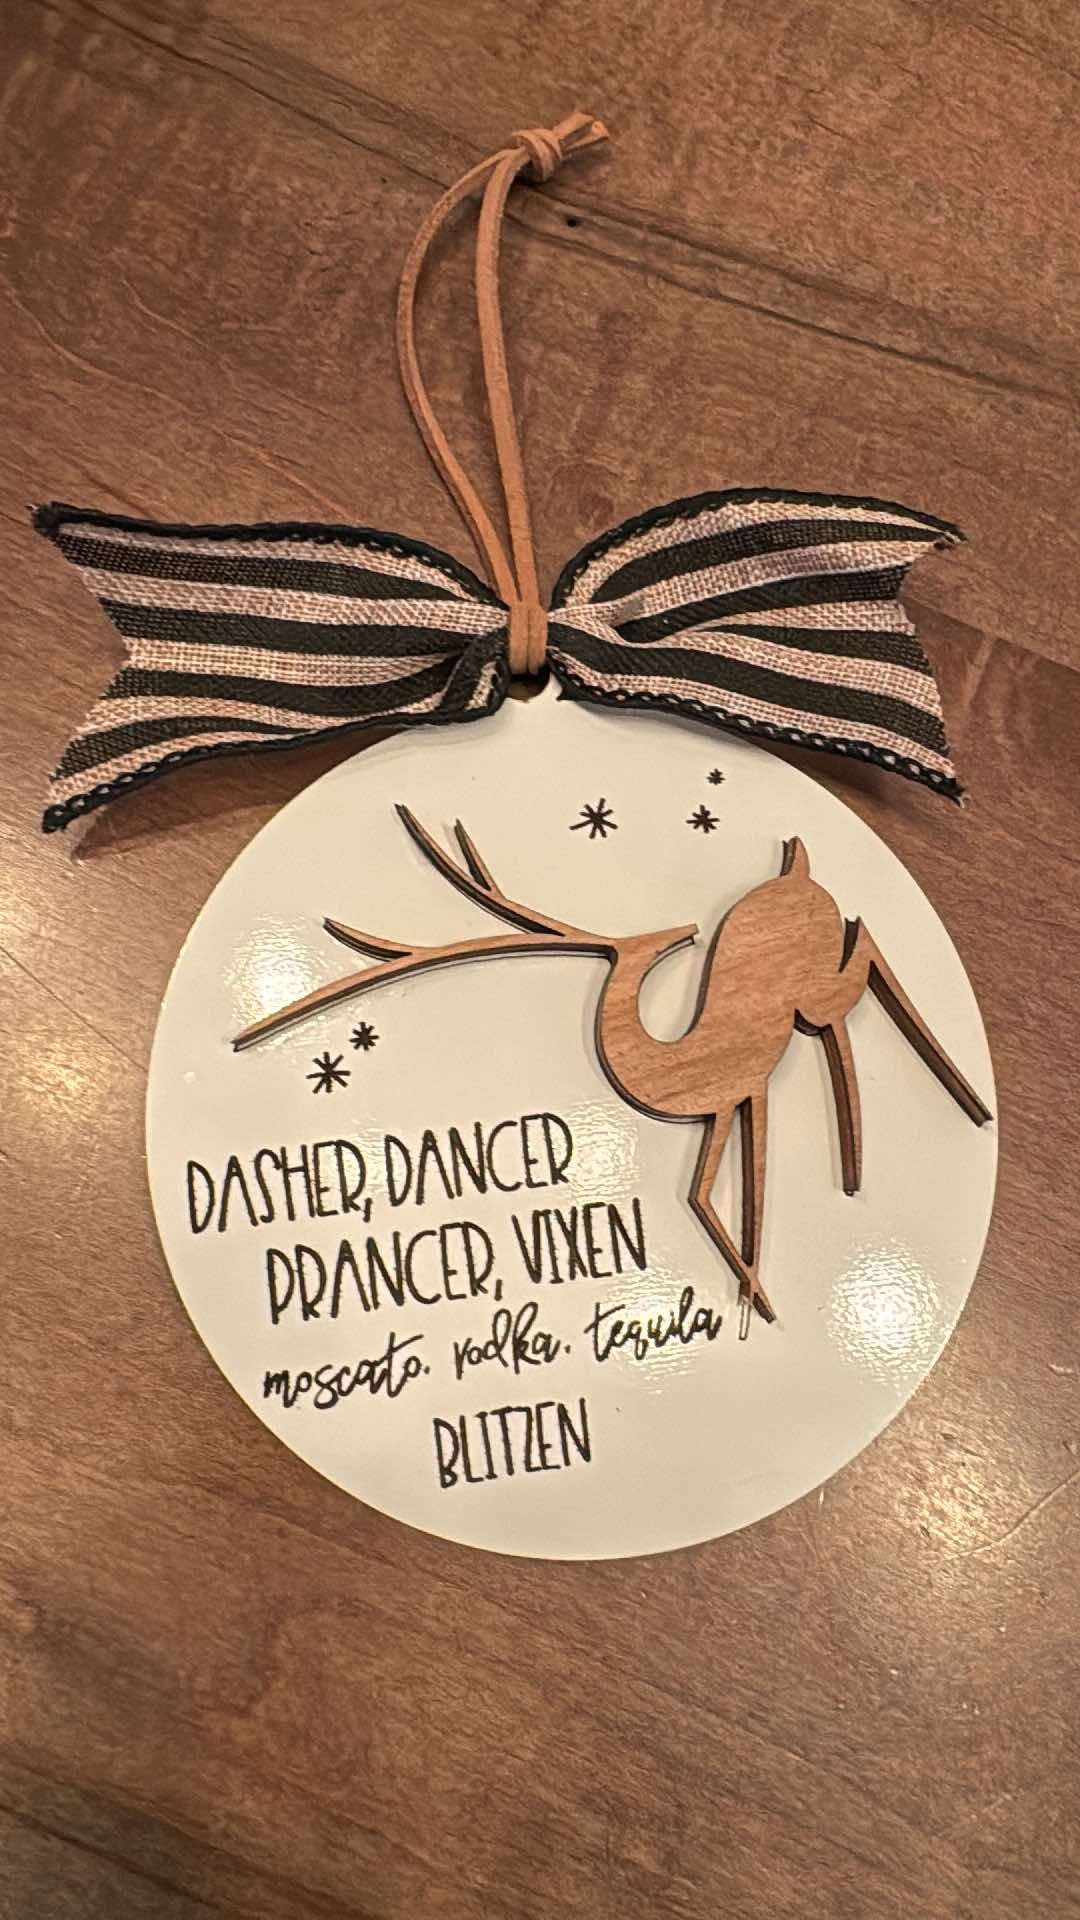 DASHER, DANCER
PRANCER, VIXEN
moscato. vodka. tequila
BLITZEN